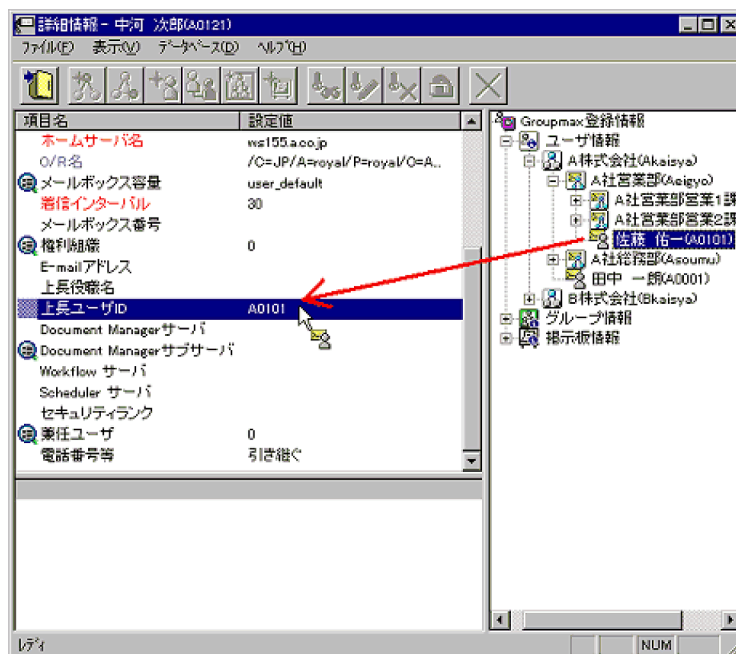 詳細情報 - 中河 次郎(A0121)
ファイル(F) 表示(V) データベース(D) ヘルプ(H)
項目名 設定値
ホームサーバ名 ws155.a.co.jp
O/R名 /C=JP/A=royal/P=royal/O=A..
メールボックス容量 user_default
着信インターバル 30
メールボックス番号
権利組織 0
E-mailアドレス
上長役職名
上長ユーザID A0101
Document Managerサーバ
Document Managerサブサーバ
Workflow サーバ
Scheduler サーバ
セキュリティランク
兼任ユーザ 0
電話番号等 引き継ぐ
Groupmax登録情報
ユーザ情報
A株式会社(Akaisya)
A社営業部(Aeigyo)
A社営業部営業1課
A社営業部営業2課
佐藤 佑一(A0101)
A社総務部(Asoumu)
田中 一朗(A0001)
B株式会社(Bkaisya)
グループ情報
掲示板情報
レディ
NUM